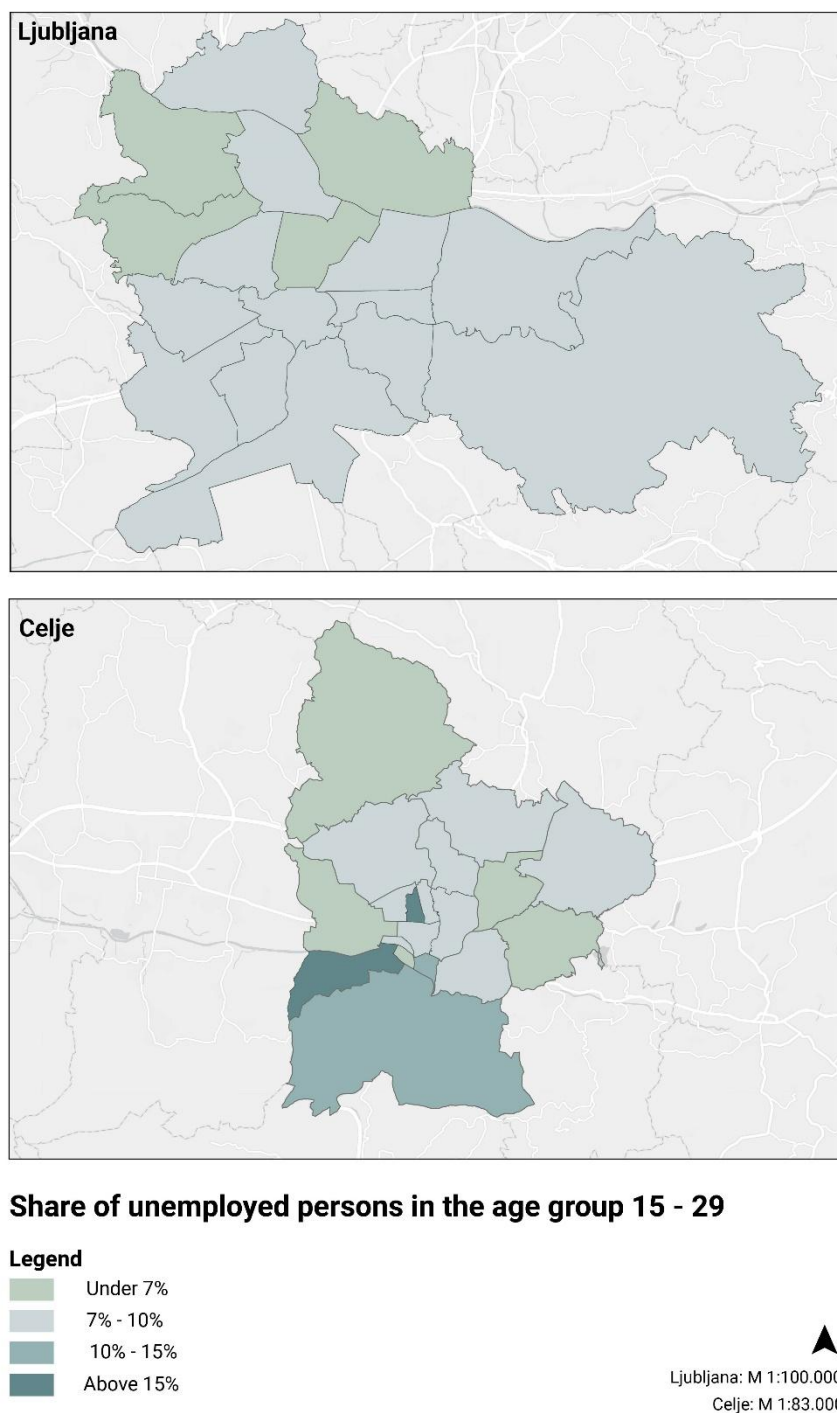 Ljubljana
Celje
Share of unemployed persons in the age group 15 - 29
Legend
Under 7%
7% - 10%
10% - 15%
Above 15%
Ljubljana: M 1:100.000
Celje: M 1:83.000